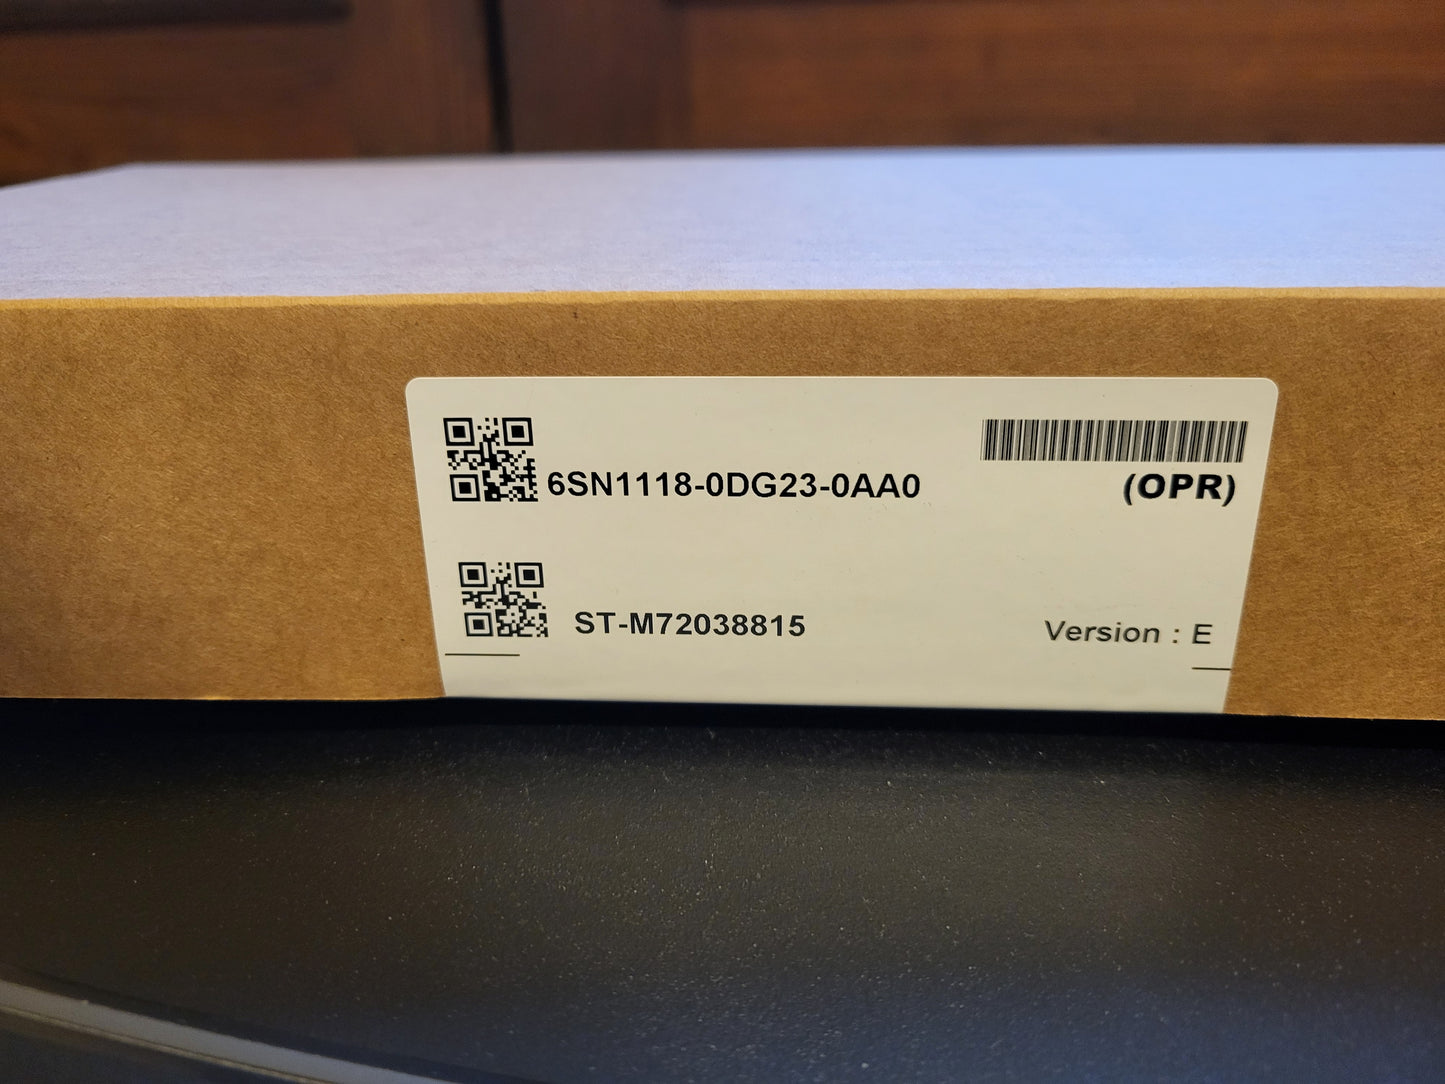 6SN1118-0DG23-0AA0
(OPR)
ST-M72038815
Version : E